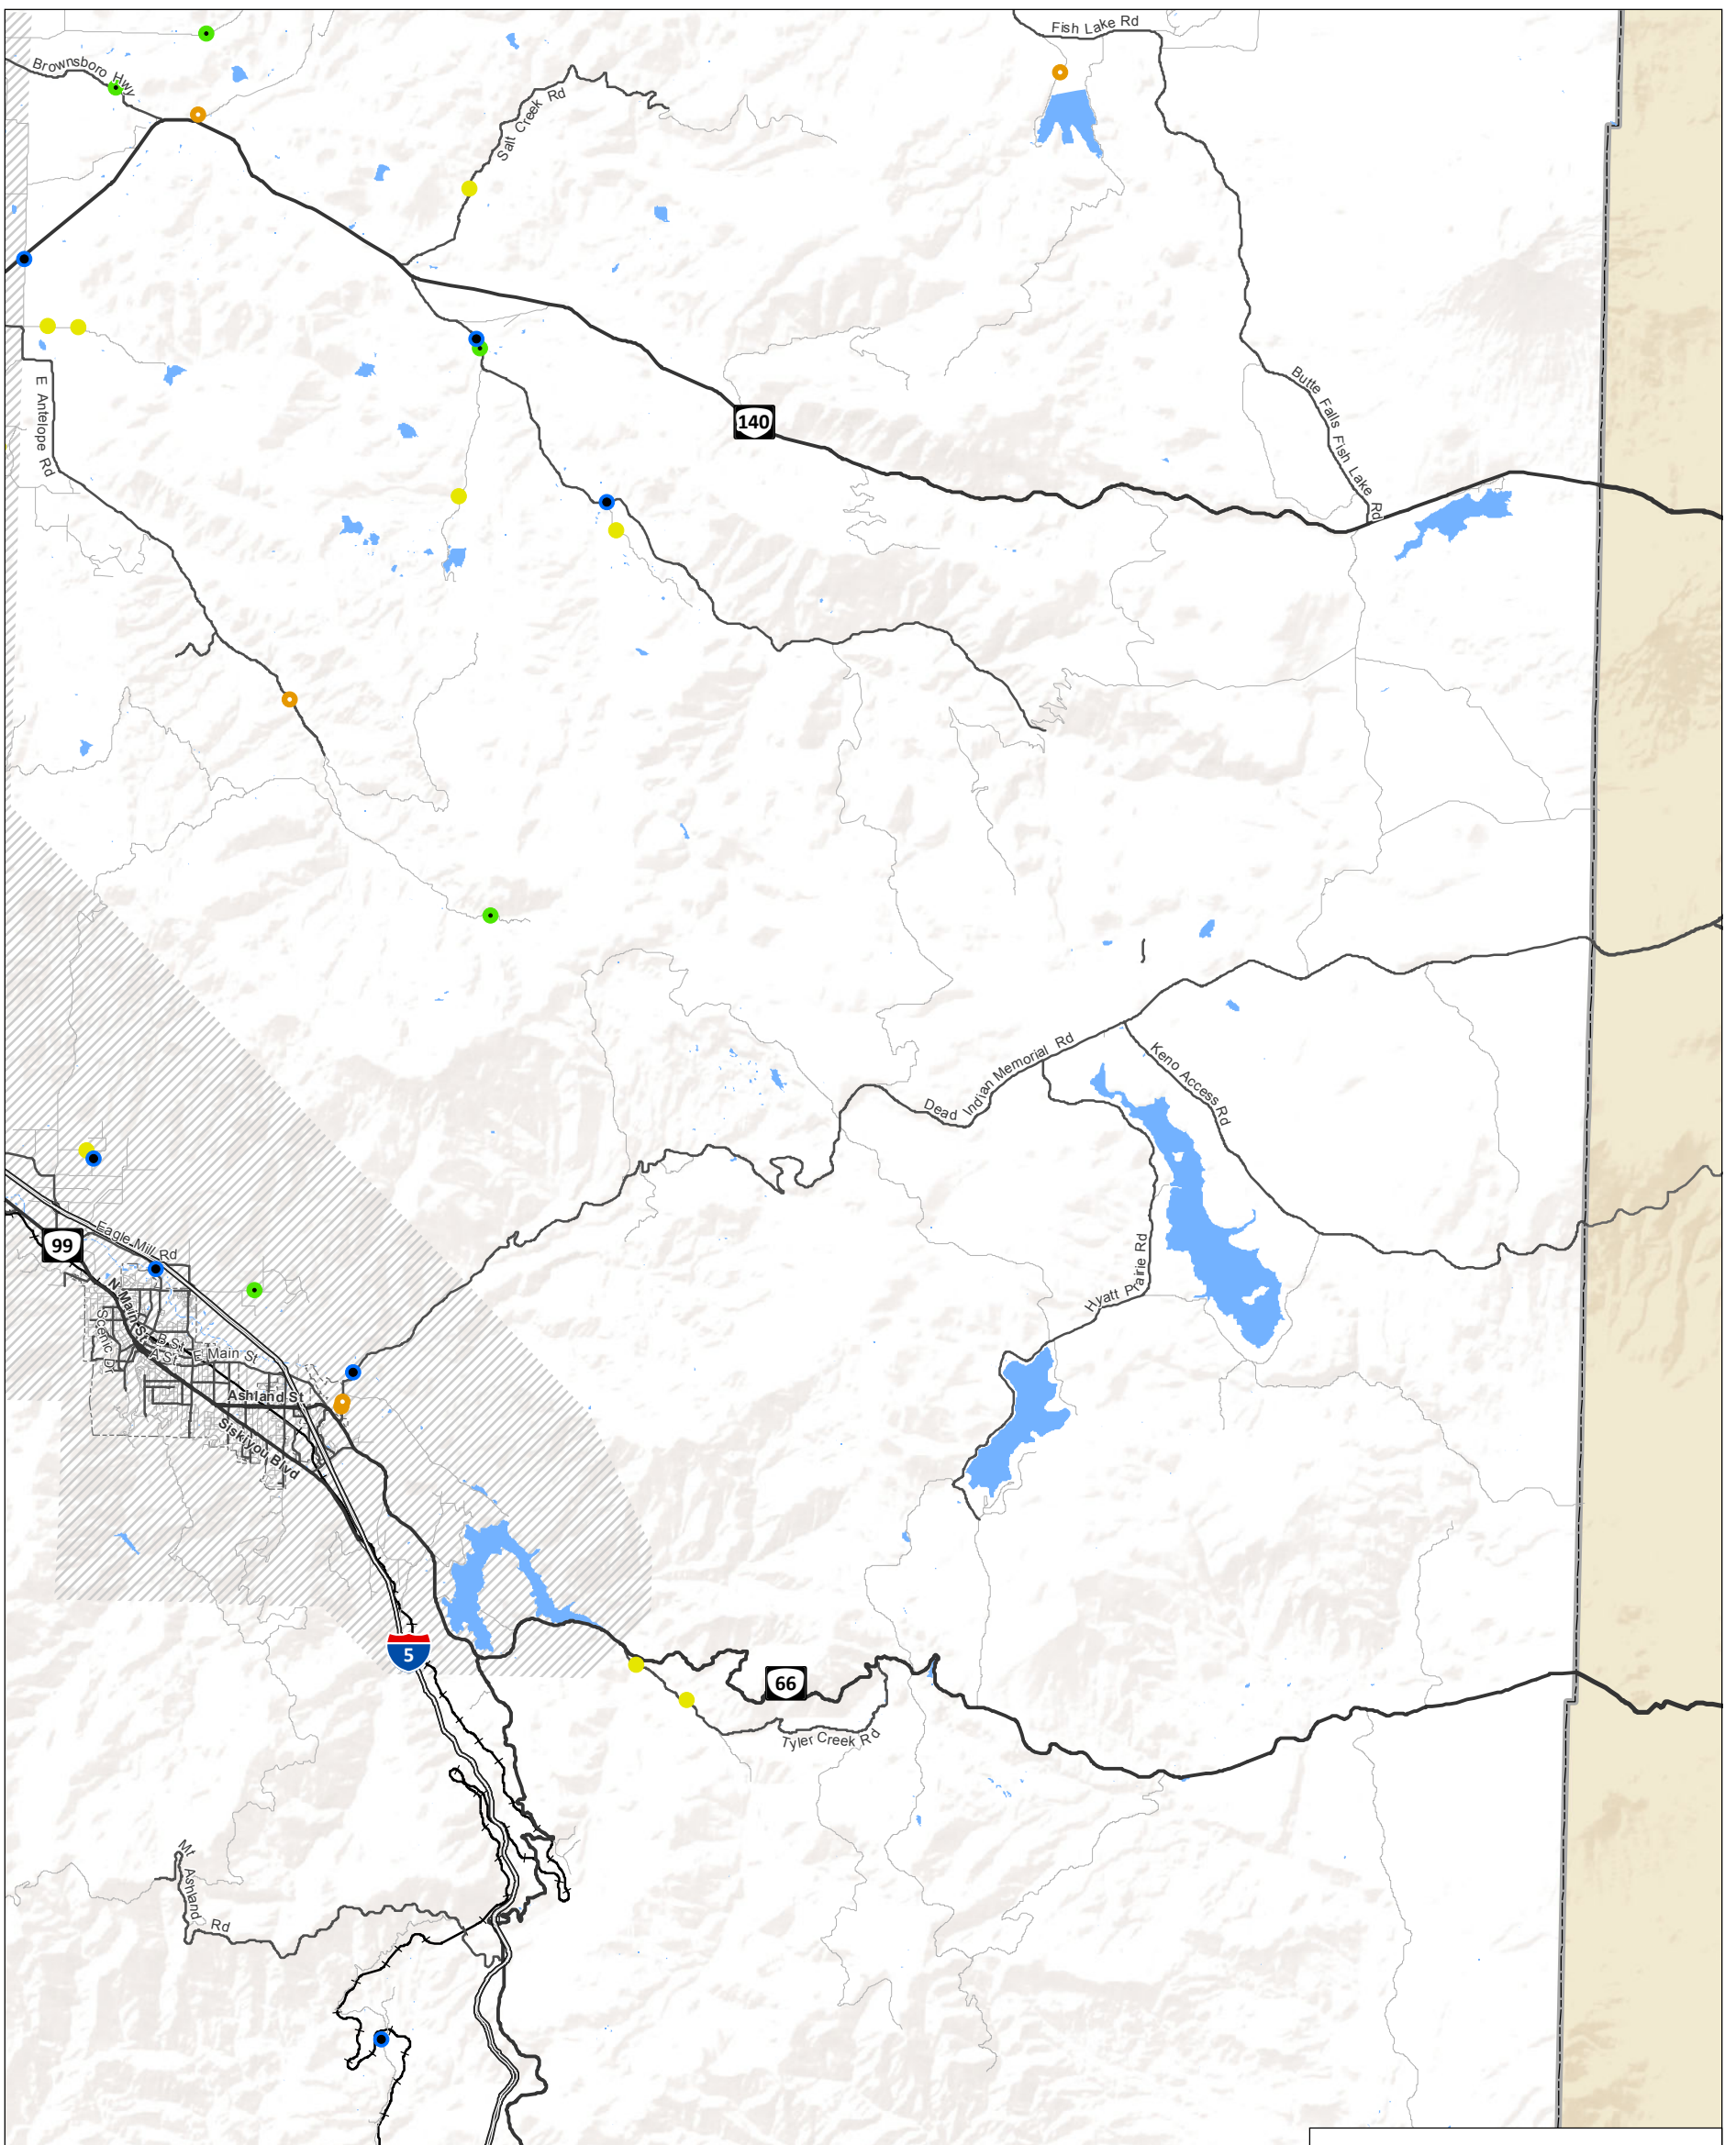 Fish Lake Rd
Brownsboro Hwy
Salt Creek Rd
E Antelope Rd
Butte Falls Fish Lake Rd
140
Dead Indian Memorial Rd
Keno Access Rd
Eagle Mill Rd
99
Hyatt Prairie Rd
N Main St
Scenic Dr
B St
A St
E Main St
Ashland St
Siskiyou Blvd
5
66
Tyler Creek Rd
Mt Ashland Rd